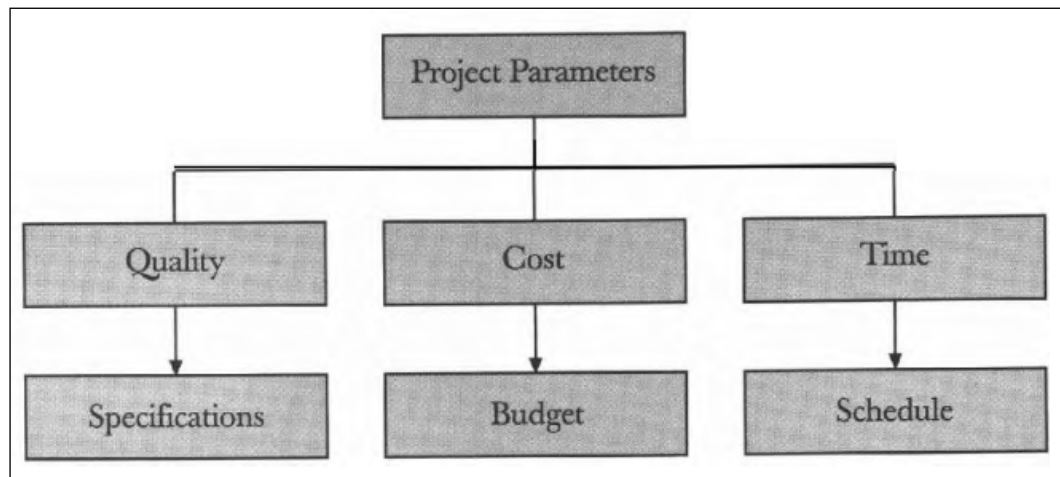 Project Parameters
Quality
Cost
Time
Specifications
Budget
Schedule